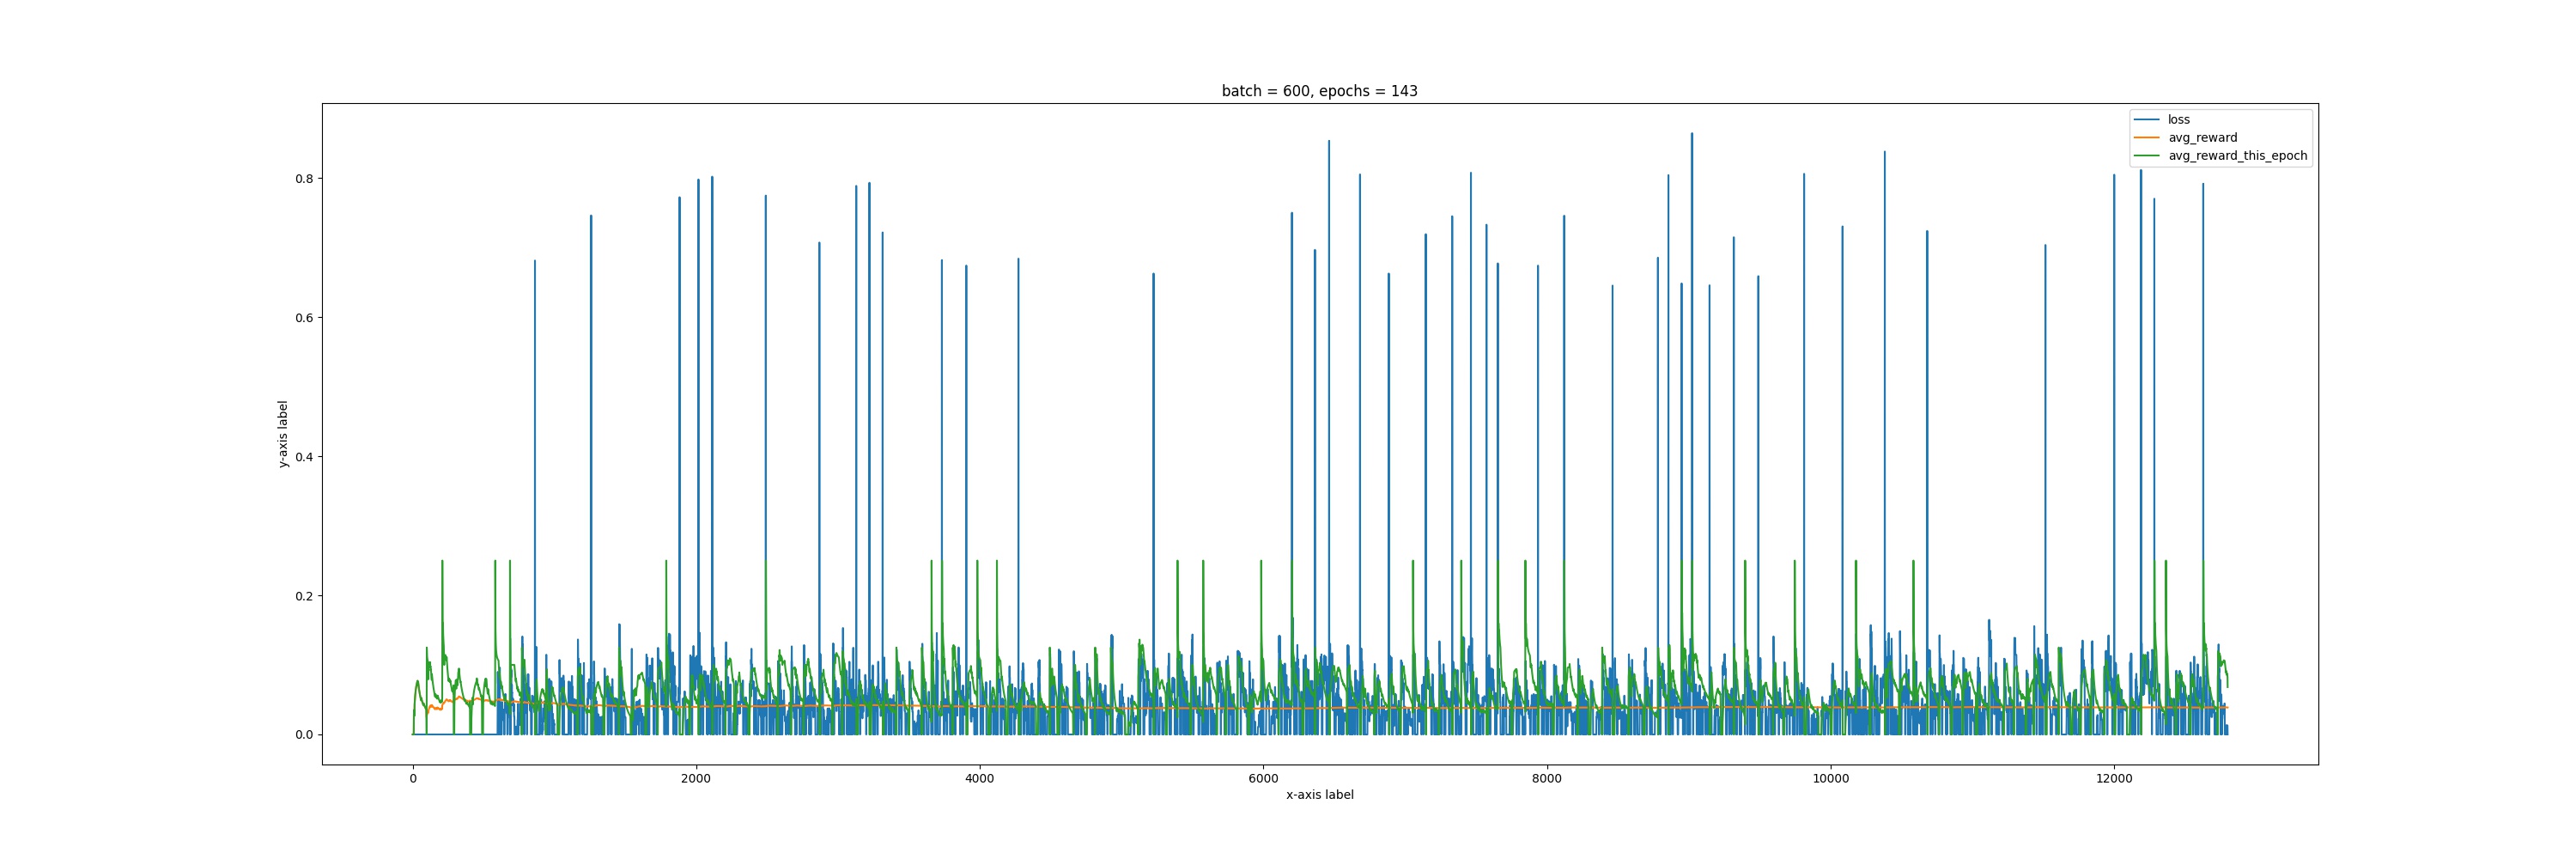 batch = 600, epochs = 143
loss
avg_reward
avg_reward_this_epoch
0.8
0.6
0.4
0.2
0.0
y-axis label
0
2000
4000
6000
8000
10000
12000
x-axis label